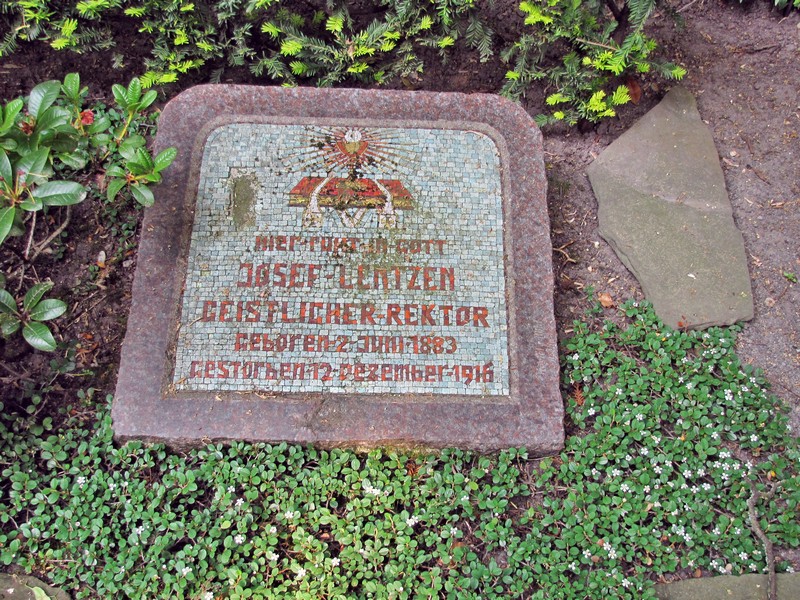 HIER·RUHT·IN·GOTT
JOSEF·LENTZEN
GEISTLICHER·REKTOR
GEBOREN·2·JUNI·1883
GESTORBEN·12·DEZEMBER·1916